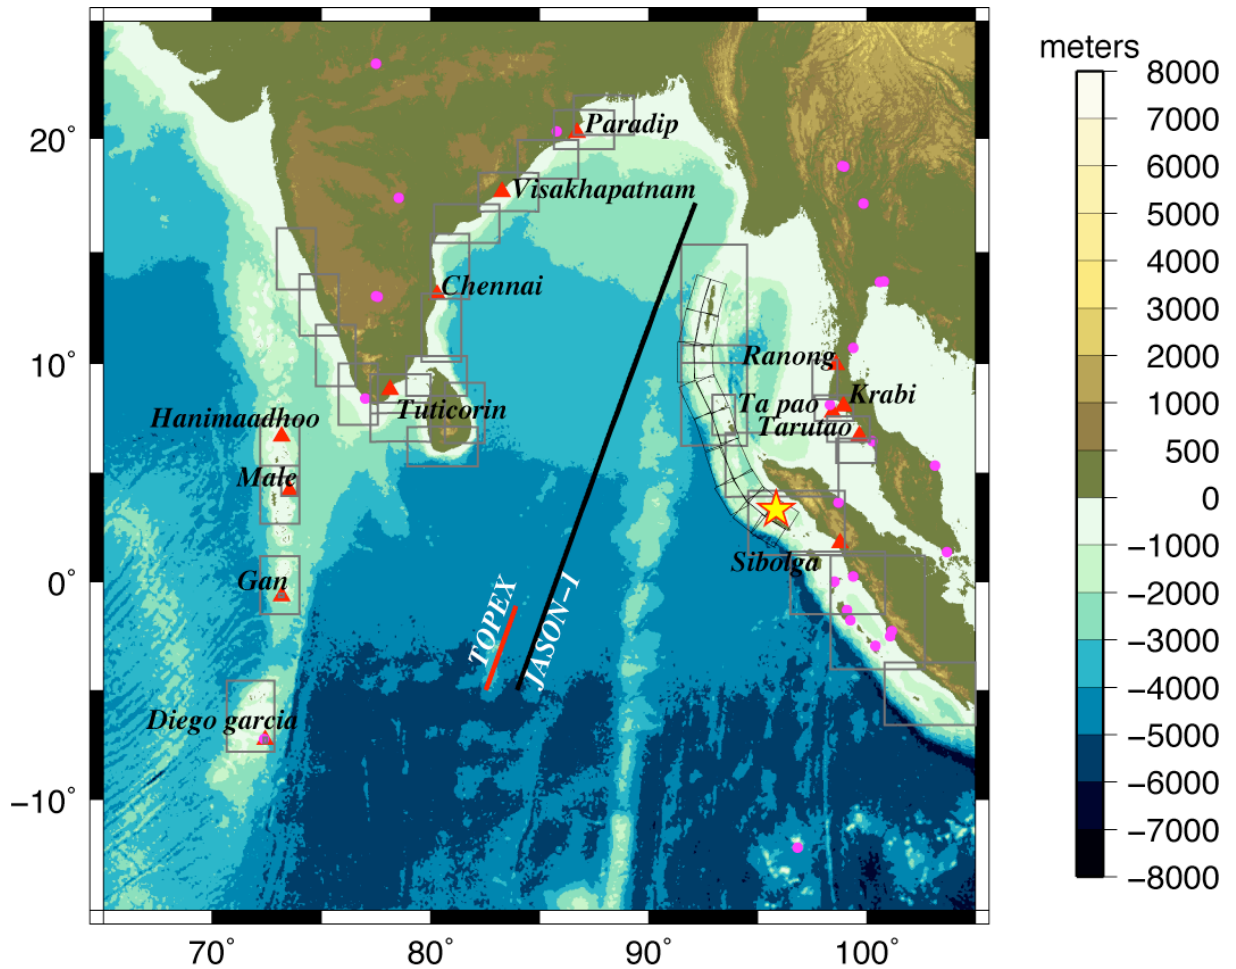 meters
8000
7000
6000
5000
4000
3000
2000
1000
500
0
−1000
−2000
−3000
−4000
−5000
−6000
−7000
−8000
20°
10°
0°
−10°
70°
80°
90°
100°
Paradip
Visakhapatnam
Chennai
Ranong
Krabi
Ta pao
Tarutao
Tuticorin
Hanimaadhoo
Male
Sibolga
Gan
TOPEX
JASON−1
Diego garcia